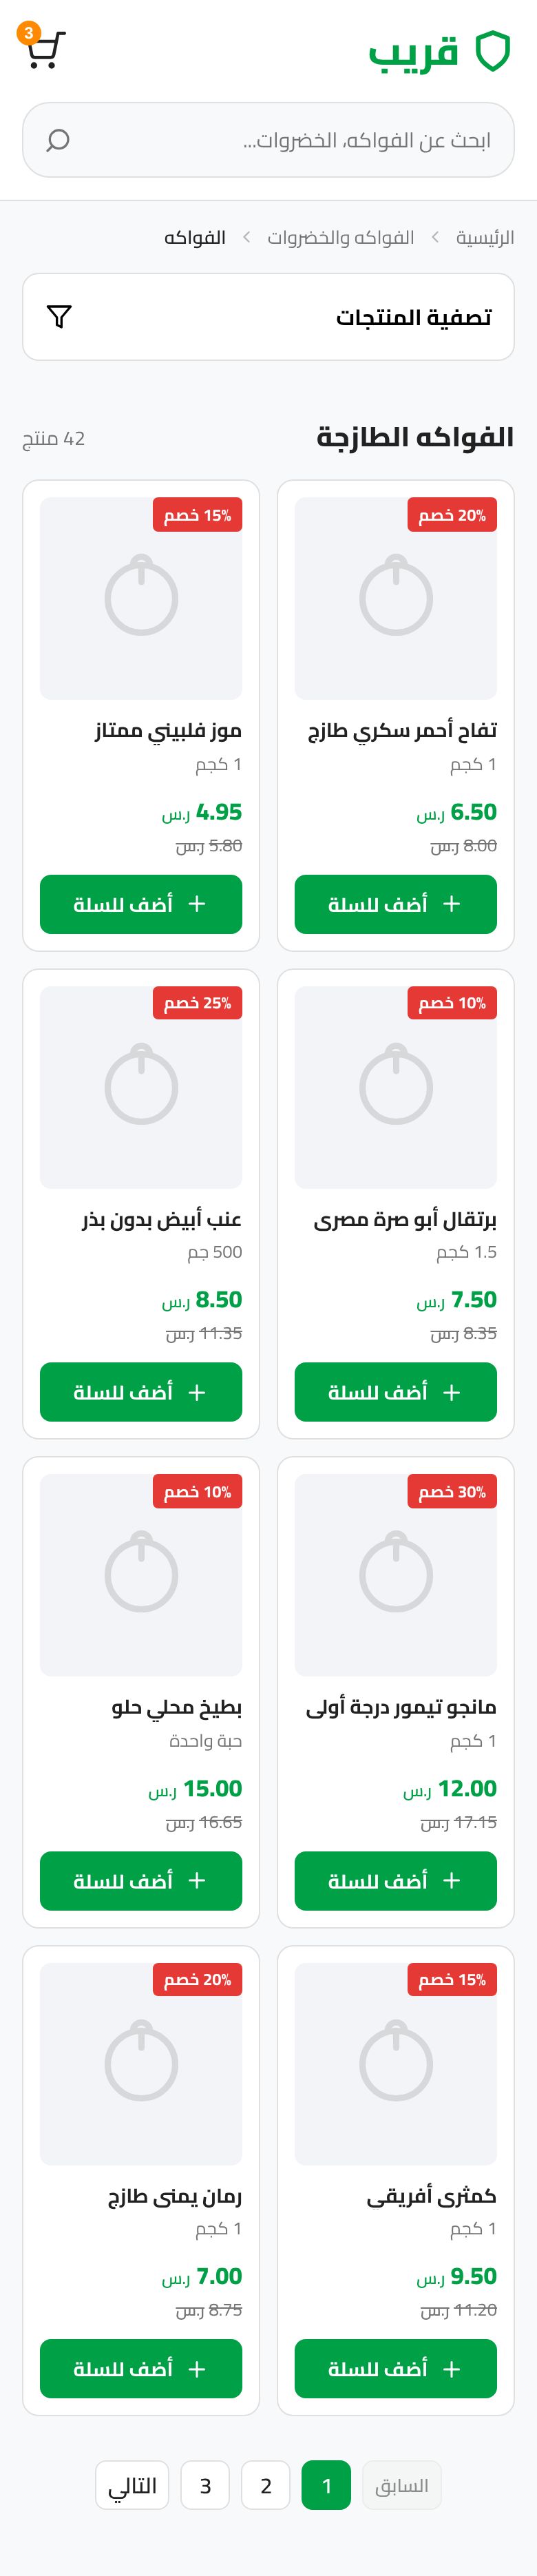 قريب
3
ابحث عن الفواكه، الخضروات...
الرئيسية > الفواكه والخضروات > الفواكه
تصفية المنتجات
الفواكه الطازجة
42 منتج
20% خصم
تفاح أحمر سكري طازج
1 كجم
6.50 ر.س
8.00 ر.س
أضف للسلة
15% خصم
موز فلبيني ممتاز
1 كجم
4.95 ر.س
5.80 ر.س
أضف للسلة
10% خصم
برتقال أبو صرة مصري
1.5 كجم
7.50 ر.س
8.35 ر.س
أضف للسلة
25% خصم
عنب أبيض بدون بذر
500 جم
8.50 ر.س
11.35 ر.س
أضف للسلة
30% خصم
مانجو تيمور درجة أولى
1 كجم
12.00 ر.س
17.15 ر.س
أضف للسلة
10% خصم
بطيخ محلي حلو
حبة واحدة
15.00 ر.س
16.65 ر.س
أضف للسلة
15% خصم
كمثرى أفريقي
1 كجم
9.50 ر.س
11.20 ر.س
أضف للسلة
20% خصم
رمان يمني طازج
1 كجم
7.00 ر.س
8.75 ر.س
أضف للسلة
السابق 1 2 3 التالي